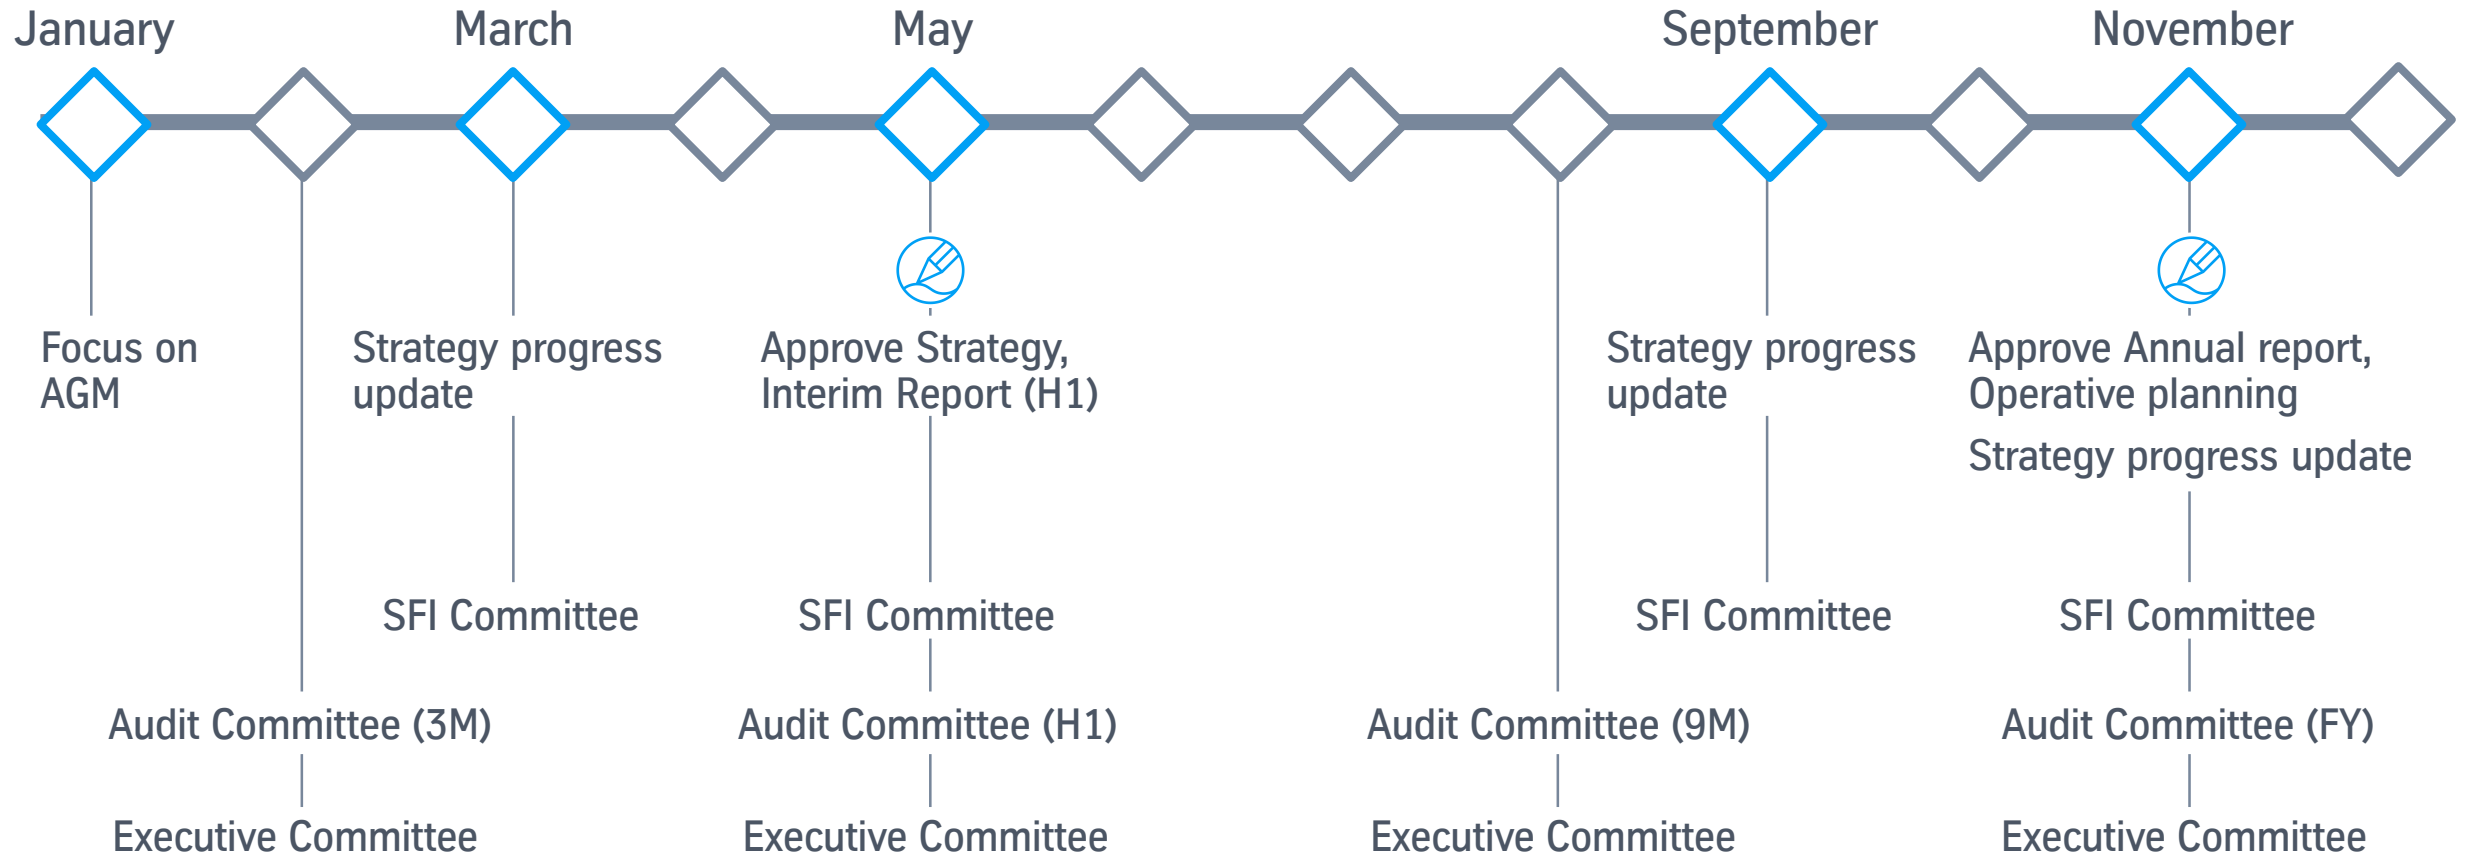 January
March
May
September
November
Focus on
AGM
Strategy progress
update
Approve Strategy,
Interim Report (H1)
Strategy progress
update
Approve Annual report,
Operative planning
Strategy progress update
SFI Committee
SFI Committee
SFI Committee
SFI Committee
Audit Committee (3M)
Audit Committee (H1)
Audit Committee (9M)
Audit Committee (FY)
Executive Committee
Executive Committee
Executive Committee
Executive Committee